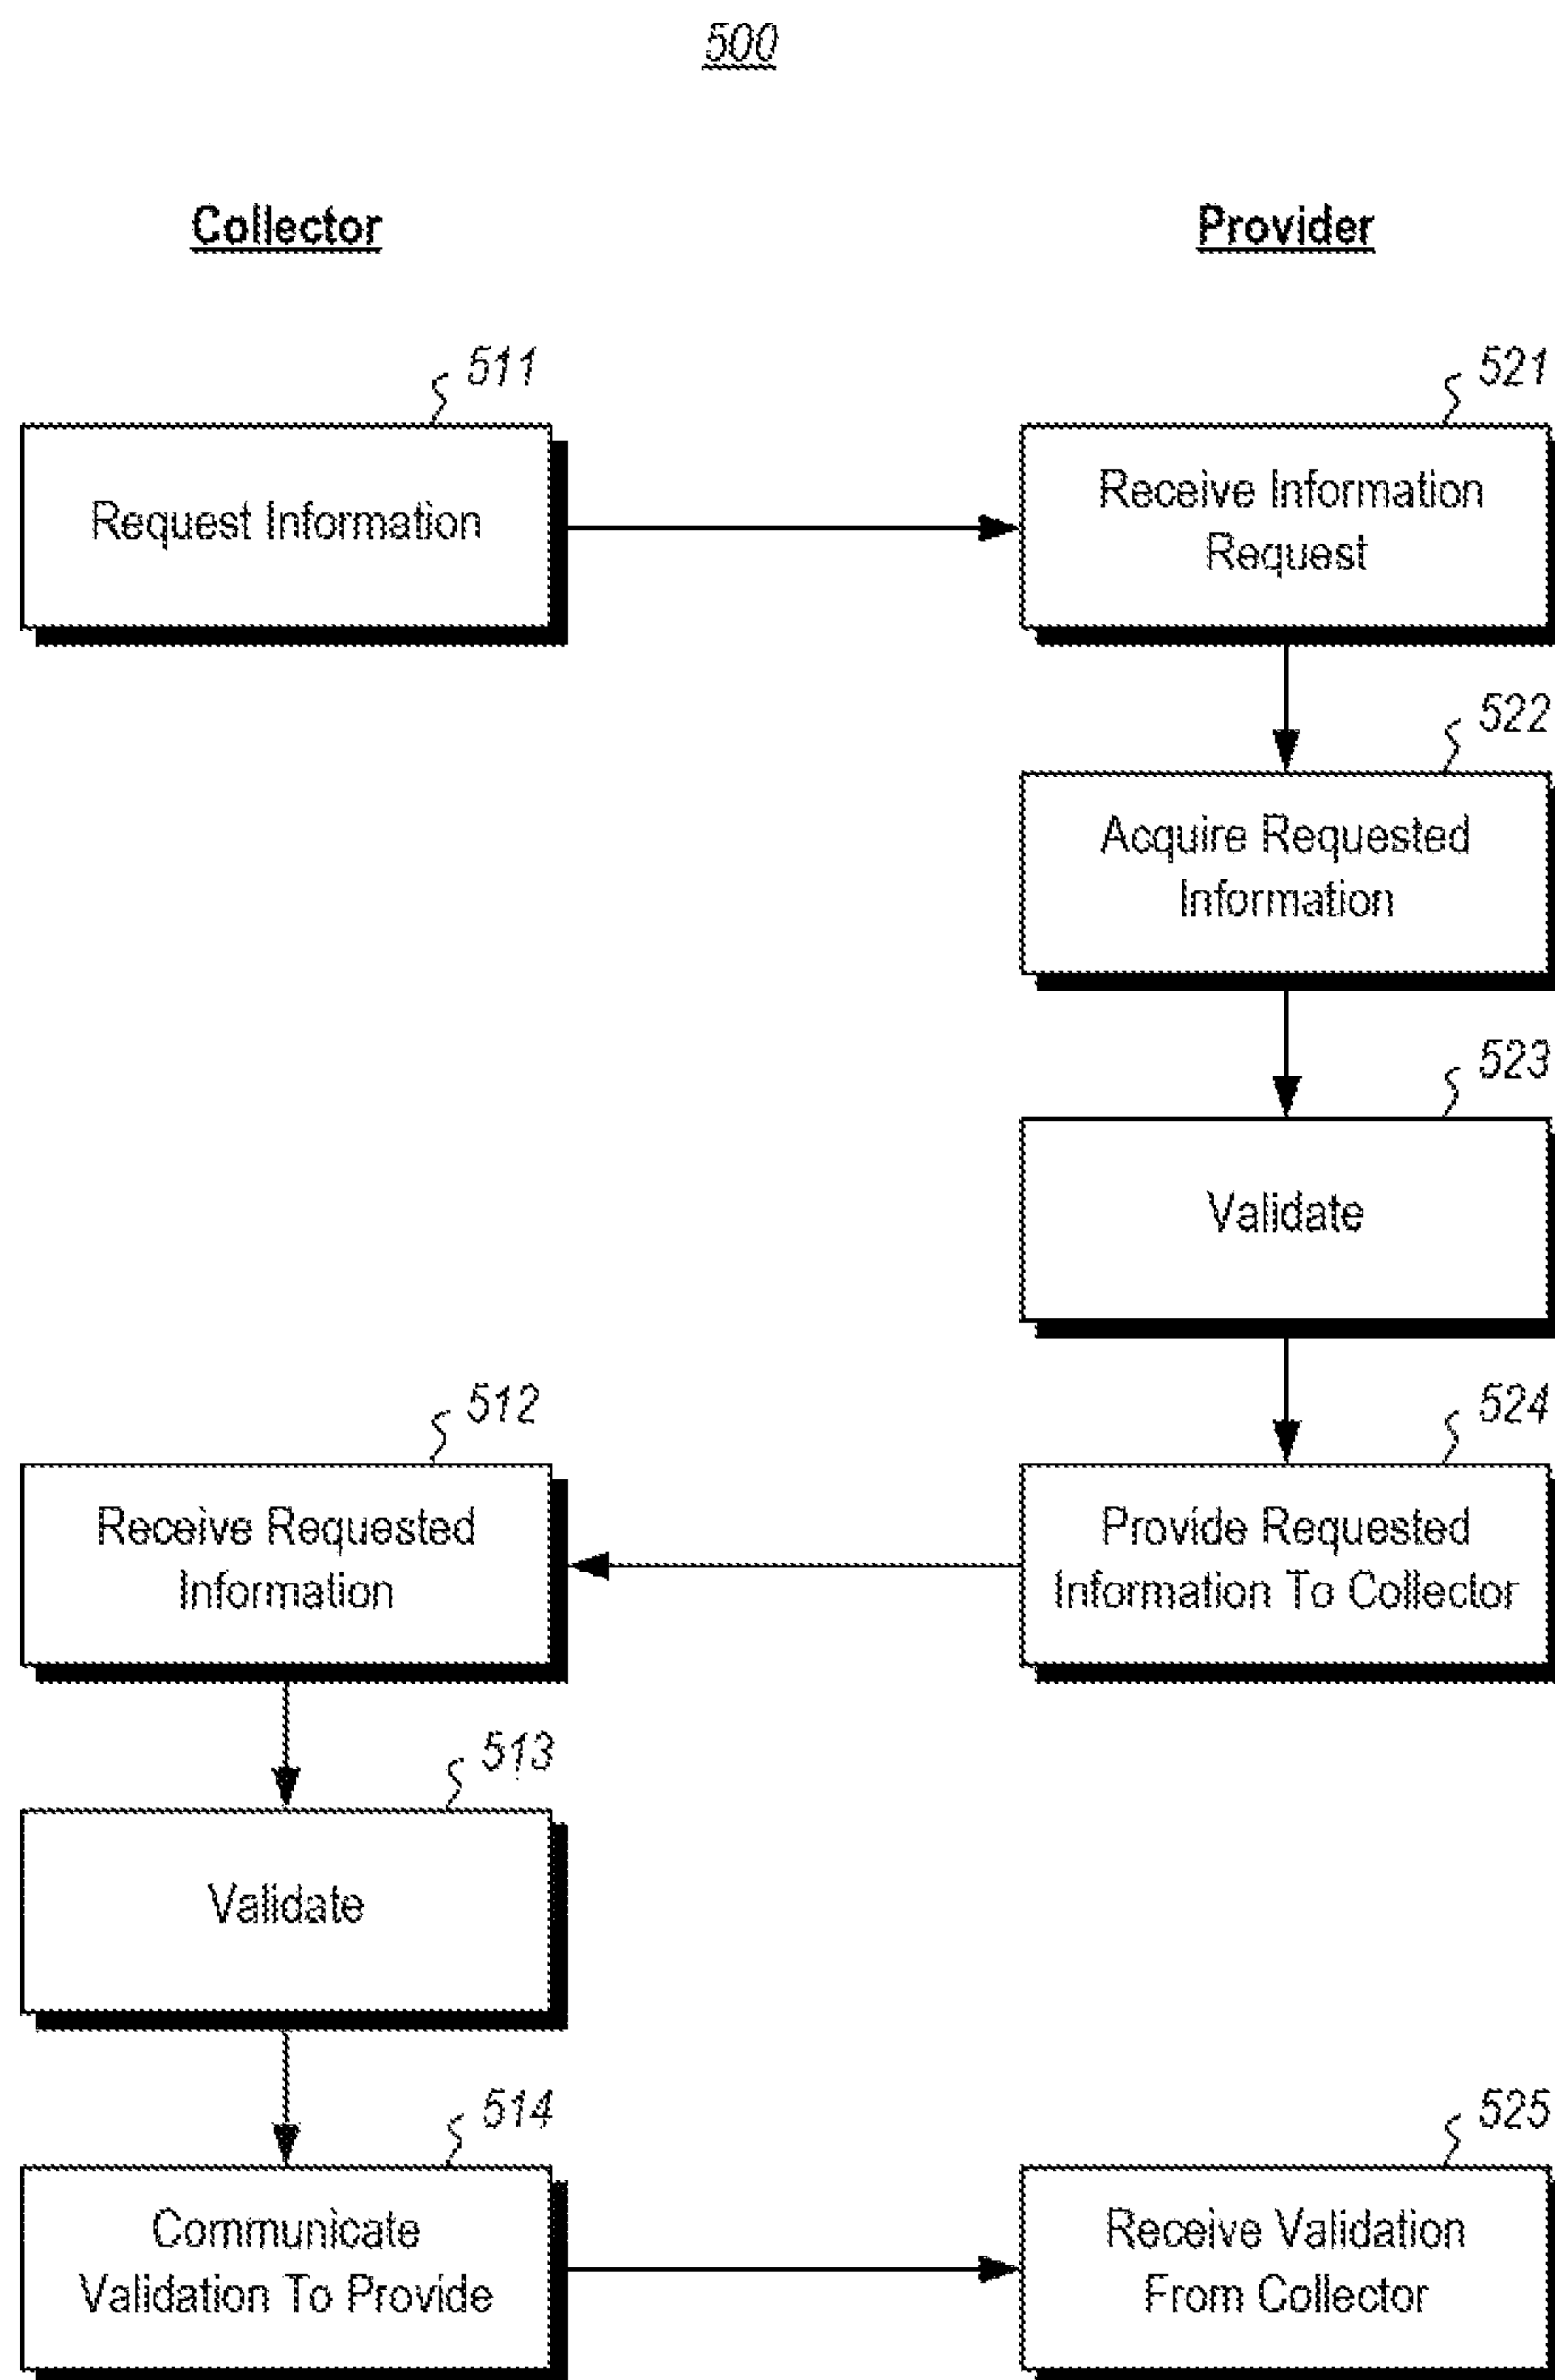 500
Collector
Provider
511
521
Request Information
Receive Information
Request
522
Acquire Requested
Information
523
Validate
512
524
Receive Requested
Information
Provide Requested
Information To Collector
513
Validate
514
525
Communicate
Validation To Provide
Receive Validation
From Collector